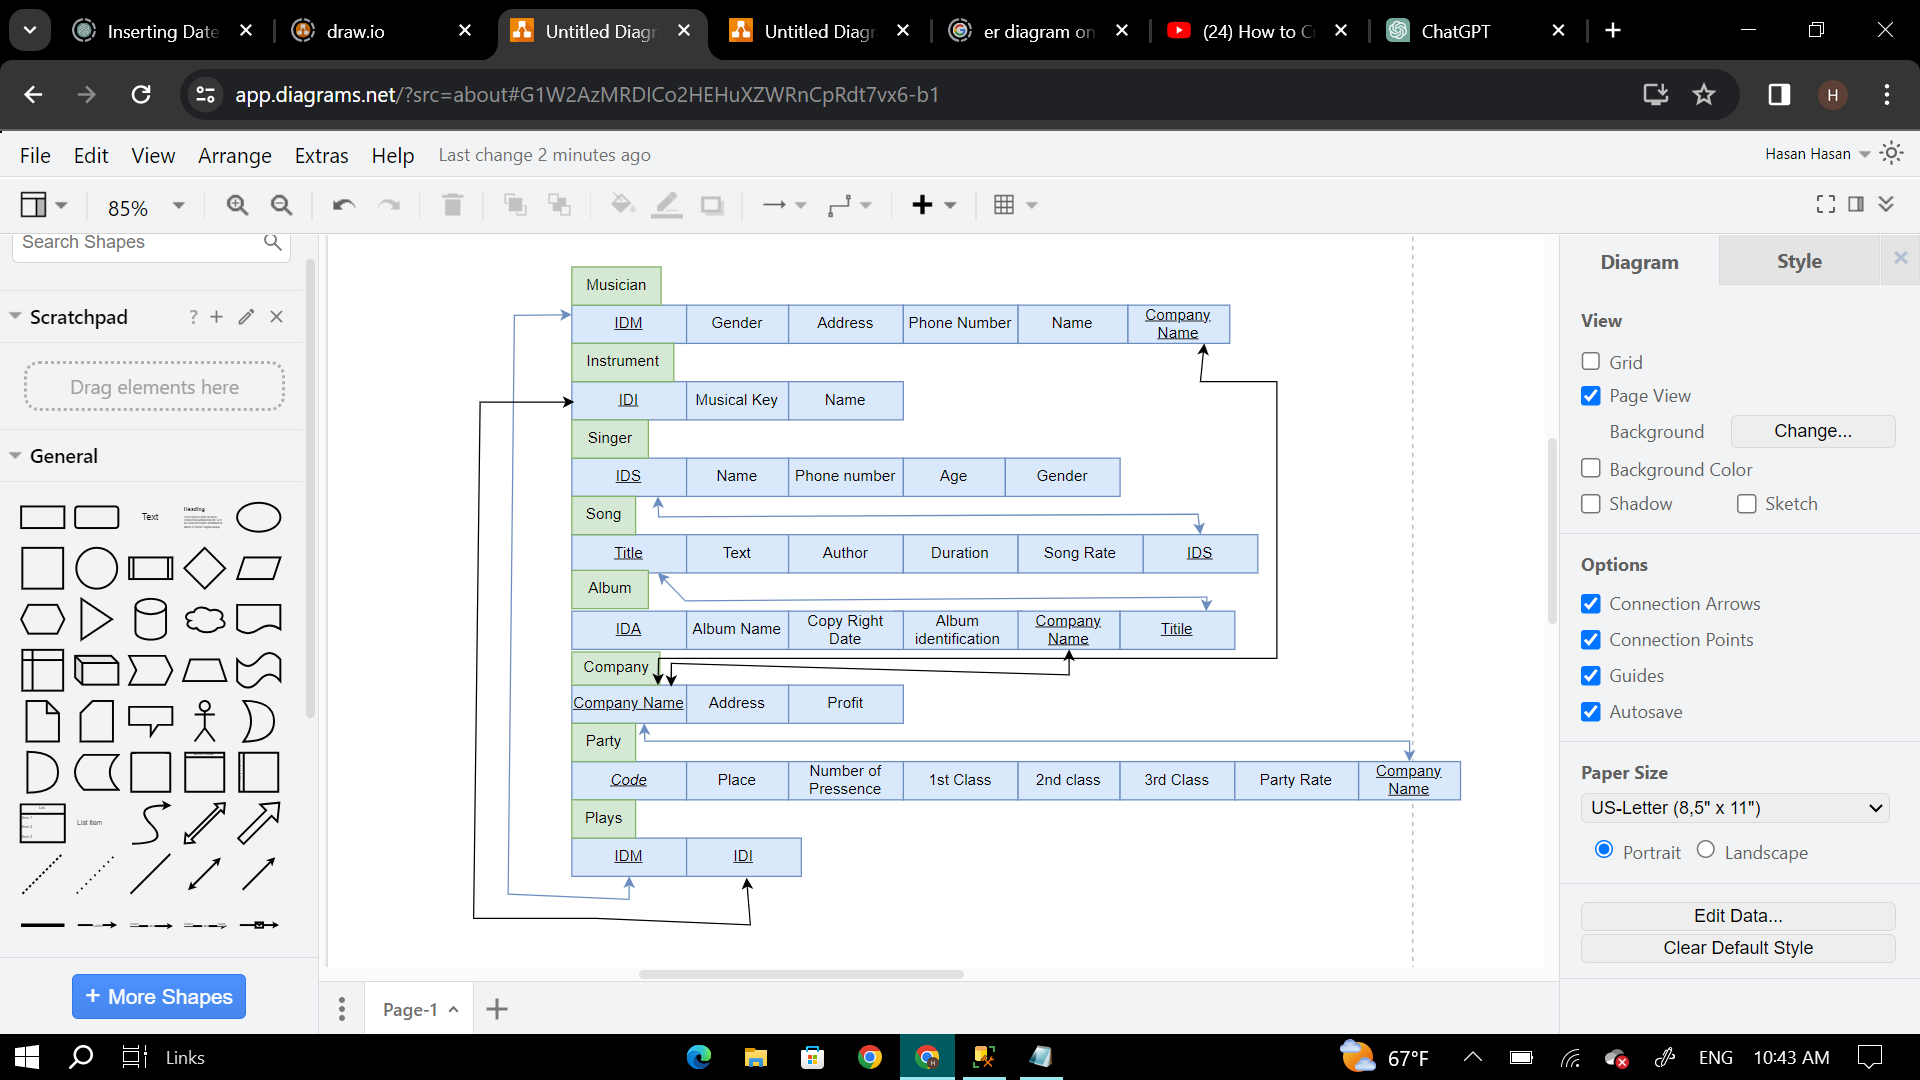 Inserting Date
draw.io
Untitled Diagr
Untitled Diagr
er diagram on
(24) How to Cr
ChatGPT
app.diagrams.net/?src=about#G1W2AzMRDlCo2HEHuXZWRnCpRdt7vx6-b1
H
File Edit View Arrange Extras Help Last change 2 minutes ago
Hasan Hasan
85%
Search Shapes
Scratchpad
?
Drag elements here
General
Text
Heading
List Item
+ More Shapes
Musician
IDM Gender Address Phone Number Name Company Name
Instrument
IDI Musical Key Name
Singer
IDS Name Phone number Age Gender
Song
Title Text Author Duration Song Rate IDS
Album
IDA Album Name Copy Right Date Album identification Company Name Titile
Company
Company Name Address Profit
Party
Code Place Number of Pressence 1st Class 2nd class 3rd Class Party Rate Company Name
Plays
IDM IDI
Page-1
Diagram Style
View
Grid
Page View
Background Change...
Background Color
Shadow Sketch
Options
Connection Arrows
Connection Points
Guides
Autosave
Paper Size
US-Letter (8,5" x 11")
Portrait Landscape
Edit Data...
Clear Default Style
Links
67°F
ENG 10:43 AM